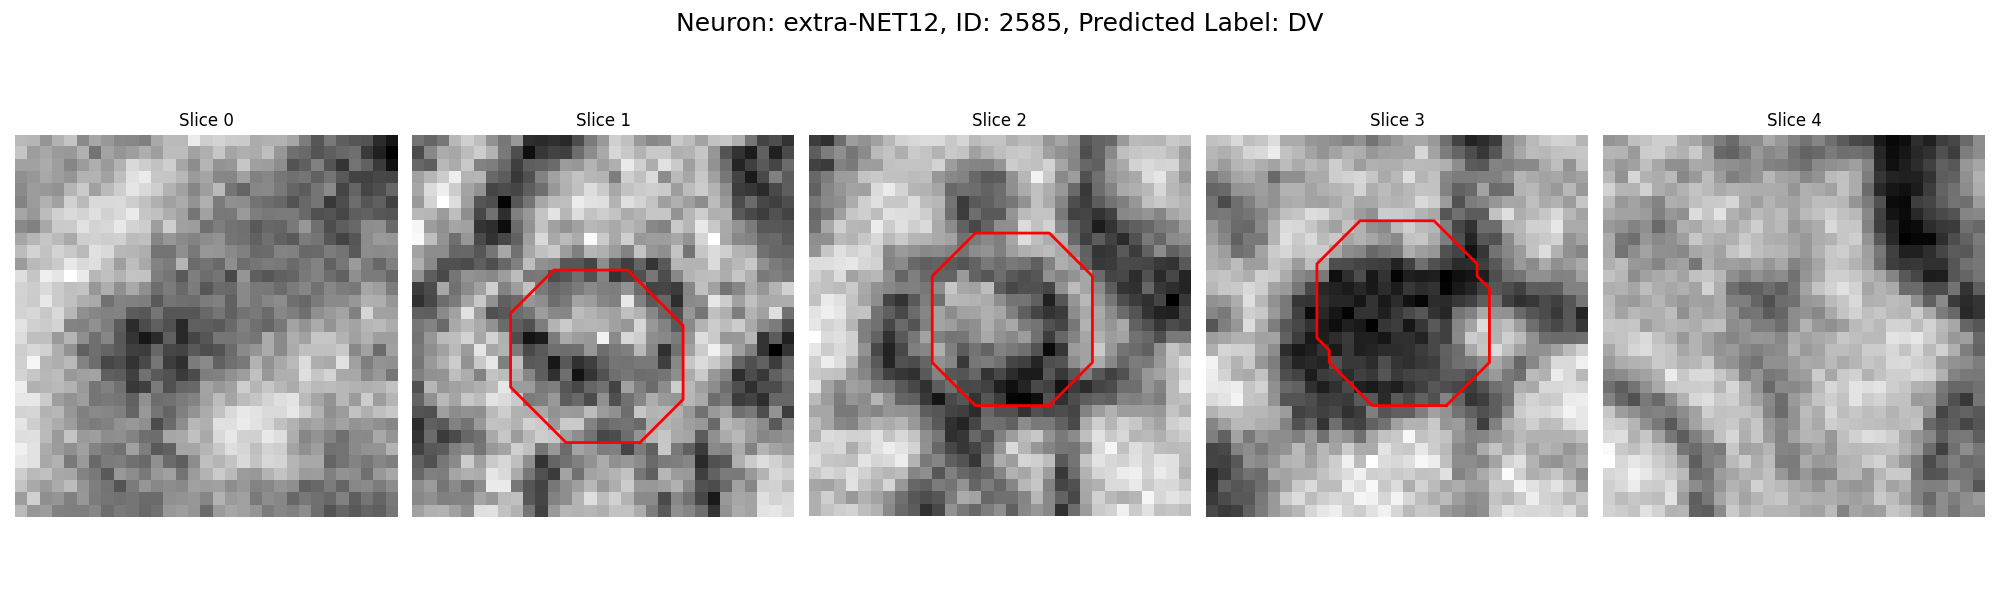 Neuron: extra-NET12, ID: 2585, Predicted Label: DV
Slice 0
Slice 1
Slice 2
Slice 3
Slice 4